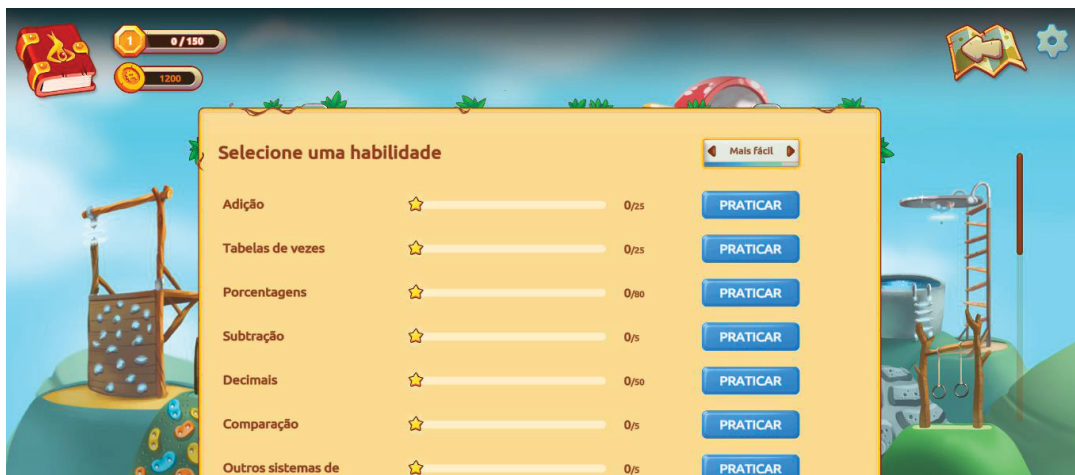 1 0/150
1200
Selecione uma habilidade
Mais fácil
Adição 0/25 PRATICAR
Tabelas de vezes 0/25 PRATICAR
Porcentagens 0/80 PRATICAR
Subtração 0/5 PRATICAR
Decimais 0/50 PRATICAR
Comparação 0/5 PRATICAR
Outros sistemas de 0/5 PRATICAR